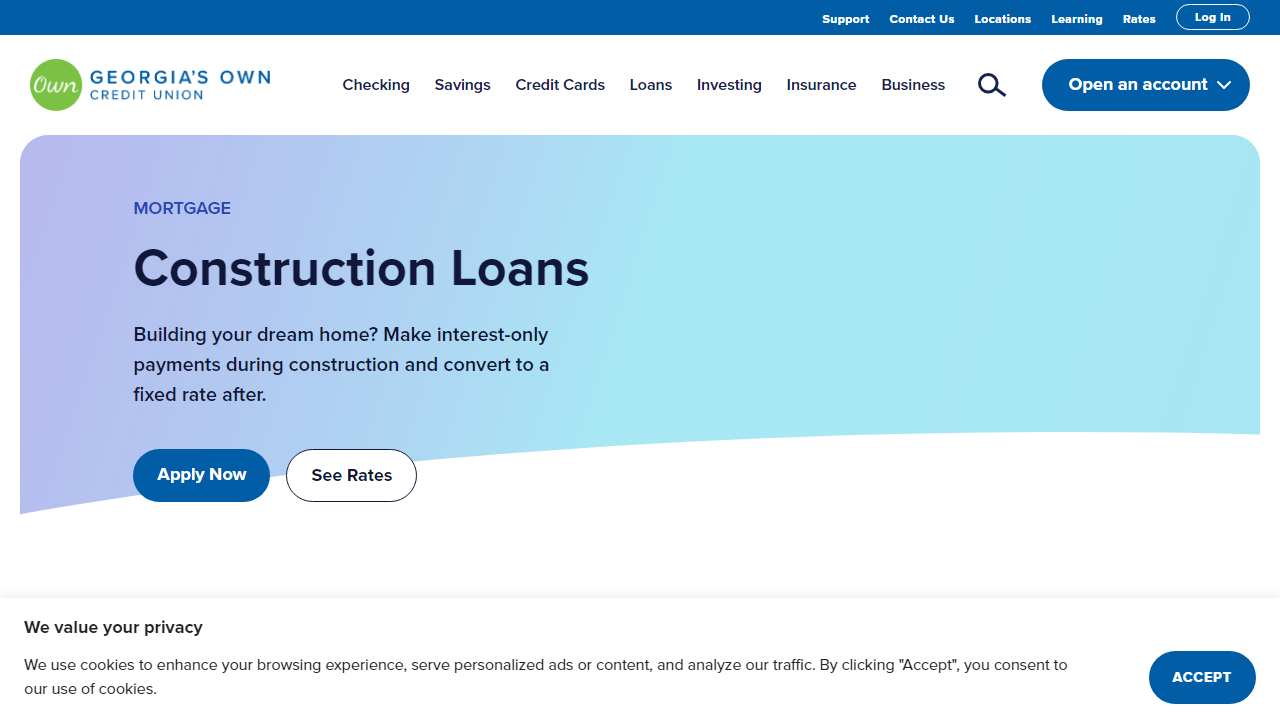 Support Contact Us Locations Learning Rates Log In
Own GEORGIA'S OWN
CREDIT UNION
Checking Savings Credit Cards Loans Investing Insurance Business Open an account
MORTGAGE
Construction Loans
Building your dream home? Make interest-only
payments during construction and convert to a
fixed rate after.
Apply Now See Rates
We value your privacy
We use cookies to enhance your browsing experience, serve personalized ads or content, and analyze our traffic. By clicking "Accept", you consent to
our use of cookies.
ACCEPT